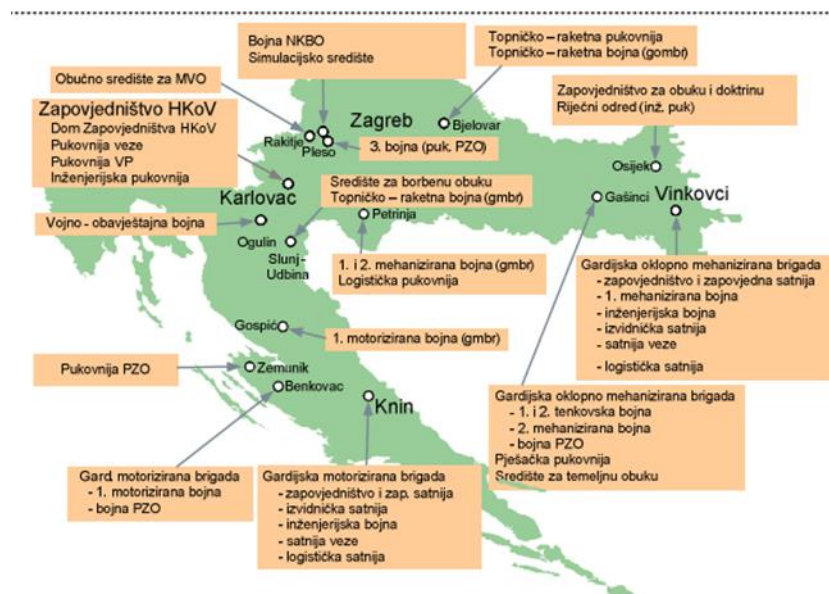 Bojna NKBO
Simulacijsko središte
Topničko – raketna pukovnija
Topničko – raketna bojna (gombr)
Obučno središte za MVO
Zapovjedništvo za obuku i doktrinu
Riječni odred (inž. puk)
Zapovjedništvo HKoV
Dom Zapovjedništva HKoV
Pukovnija veze
Pukovnija VP
Inženjerijska pukovnija
Zagreb
Rakitje
Pleso
Bjelovar
3. bojna (puk. PZO)
Osijek
Karlovac
Središte za borbenu obuku
Topničko – raketna bojna (gmbr)
Gašinci
Vinkovci
Vojno - obavještajna bojna
Ogulin
Petrinja
Slunj-
Udbina
1. i 2. mehanizirana bojna (gmbr)
Logistička pukovnija
Gardijska oklopno mehanizirana brigada
- zapovjedništvo i zapovjedna satnija
- 1. mehanizirana bojna
- inženjerijska bojna
- izvidnička satnija
- satnija veze
- logistička satnija
Gospić
1. motorizirana bojna (gmbr)
Pukovnija PZO
Zemunik
Benkovac
Knin
Gardijska oklopno mehanizirana brigada
- 1. i 2. tenkovska bojna
- 2. mehanizirana bojna
- bojna PZO
Pješačka pukovnija
Središte za temeljnu obuku
Gard. motorizirana brigada
- 1. motorizirana bojna
- bojna PZO
Gardijska motorizirana brigada
- zapovjedništvo i zap. satnija
- izvidnička satnija
- inženjerijska bojna
- satnija veze
- logistička satnija